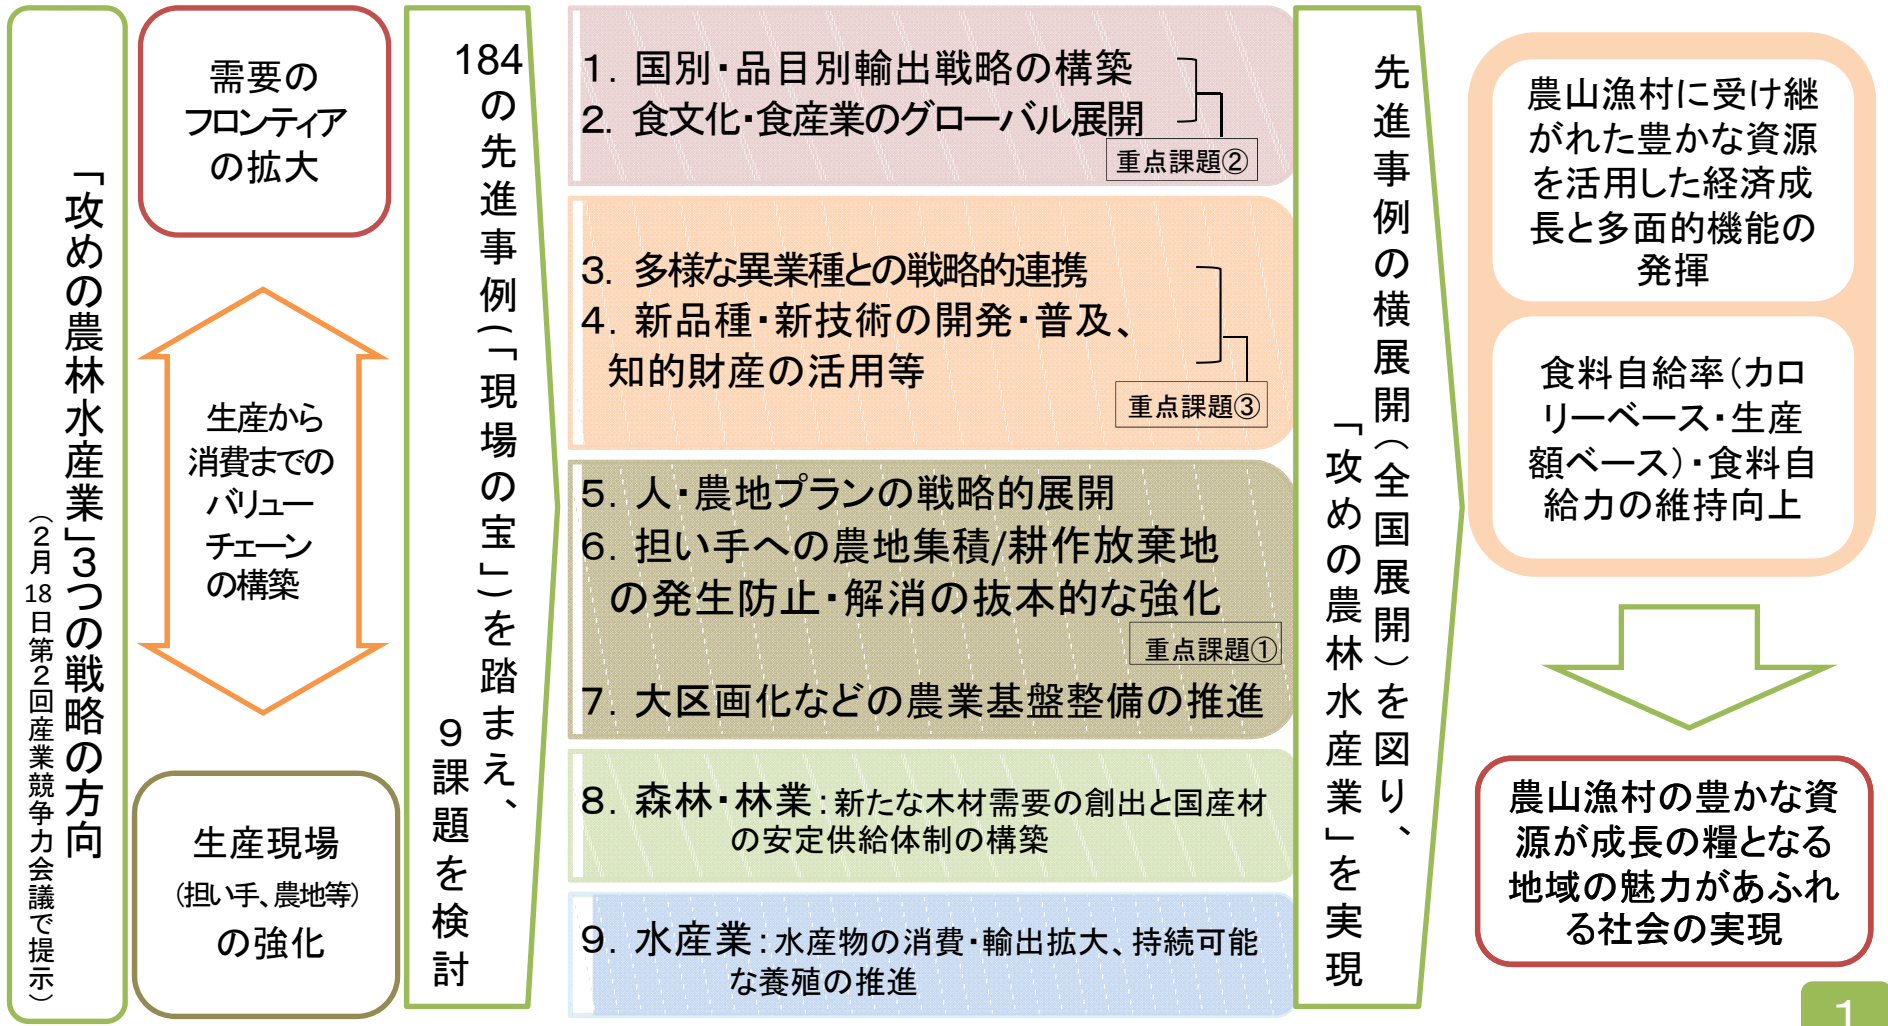 「攻めの農林水産業」３つの戦略の方向
（２月18日第２回産業競争力会議で提示）
需要の
フロンティア
の拡大
生産から
消費までの
バリュー
チェーン
の構築
生産現場
（担い手、農地等）
の強化
184の先進事例（「現場の宝」）を踏まえ、
９課題を検討
１．国別・品目別輸出戦略の構築
２．食文化・食産業のグローバル展開
重点課題②
３．多様な異業種との戦略的連携
４．新品種・新技術の開発・普及、
知的財産の活用等
重点課題③
５．人・農地プランの戦略的展開
６．担い手への農地集積/耕作放棄地
の発生防止・解消の抜本的な強化
重点課題①
７．大区画化などの農業基盤整備の推進
８．森林・林業：新たな木材需要の創出と国産材
の安定供給体制の構築
９．水産業：水産物の消費・輸出拡大、持続可能
な養殖の推進
先進事例の横展開（全国展開）を図り、
「攻めの農林水産業」を実現
農山漁村に受け継
がれた豊かな資源
を活用した経済成
長と多面的機能の
発揮
食料自給率（カロ
リーベース・生産
額ベース）・食料自
給力の維持向上
農山漁村の豊かな資
源が成長の糧となる
地域の魅力があふれ
る社会の実現
1